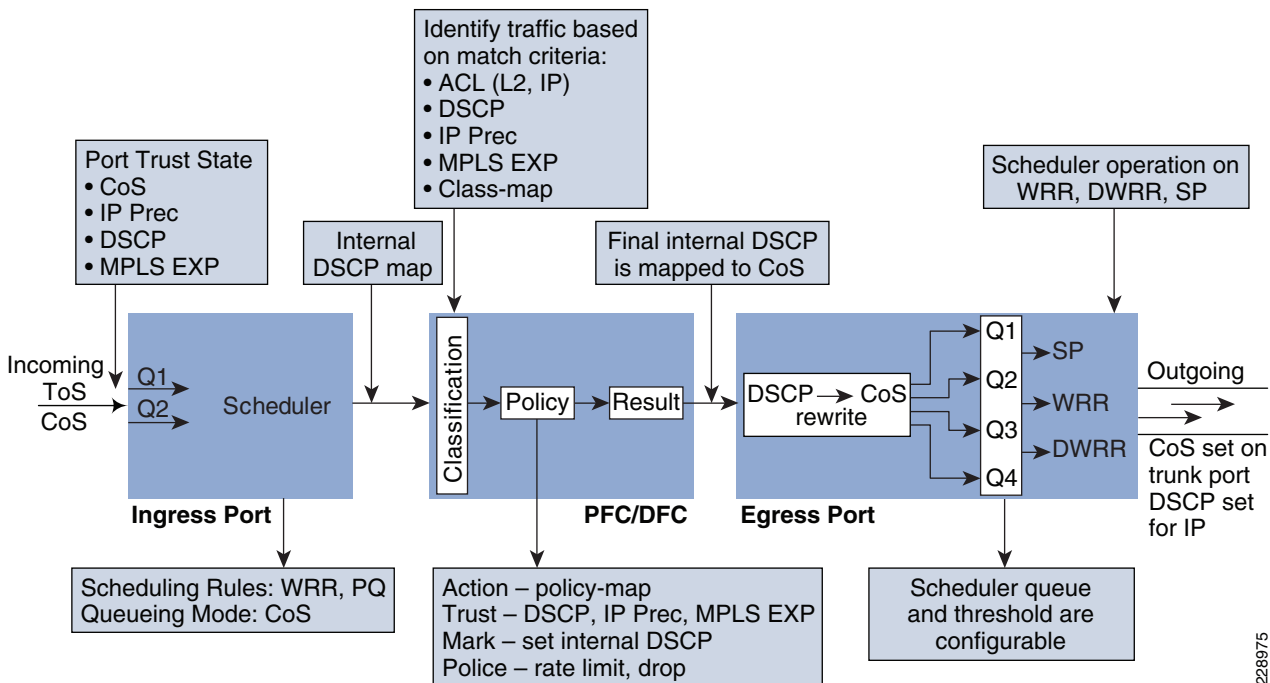 Identify traffic based
on match criteria:
• ACL (L2, IP)
• DSCP
• IP Prec
• MPLS EXP
• Class-map
Port Trust State
• CoS
• IP Prec
• DSCP
• MPLS EXP
Internal
DSCP map
Final internal DSCP
is mapped to CoS
Scheduler operation on
WRR, DWRR, SP
Incoming
ToS
CoS
Q1
Q2
Scheduler
Ingress Port
Classification
Policy
Result
PFC/DFC
DSCP CoS
rewrite
Q1
Q2
Q3
Q4
SP
WRR
DWRR
Egress Port
Outgoing
CoS set on
trunk port
DSCP set
for IP
Scheduling Rules: WRR, PQ
Queueing Mode: CoS
Action – policy-map
Trust – DSCP, IP Prec, MPLS EXP
Mark – set internal DSCP
Police – rate limit, drop
Scheduler queue
and threshold are
configurable
228975